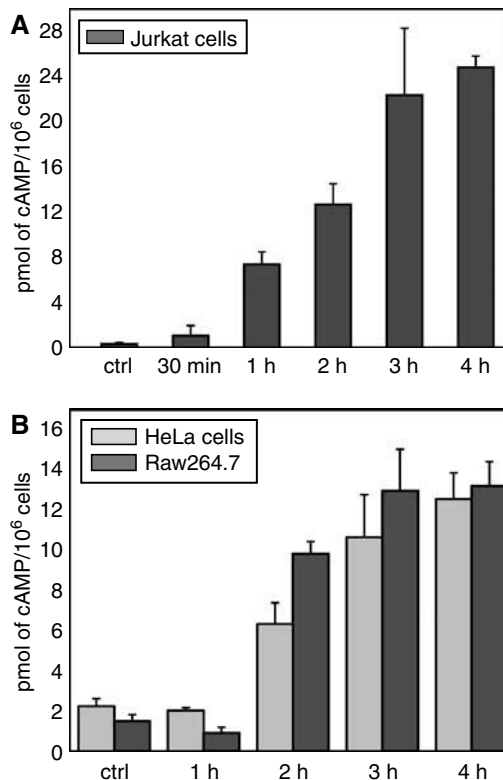 A
Jurkat cells
pmol of cAMP/10⁶ cells
28
24
20
16
12
8
4
0
ctrl 30 min 1 h 2 h 3 h 4 h
B
HeLa cells
Raw264.7
pmol of cAMP/10⁶ cells
16
14
12
10
8
6
4
2
0
ctrl 1 h 2 h 3 h 4 h